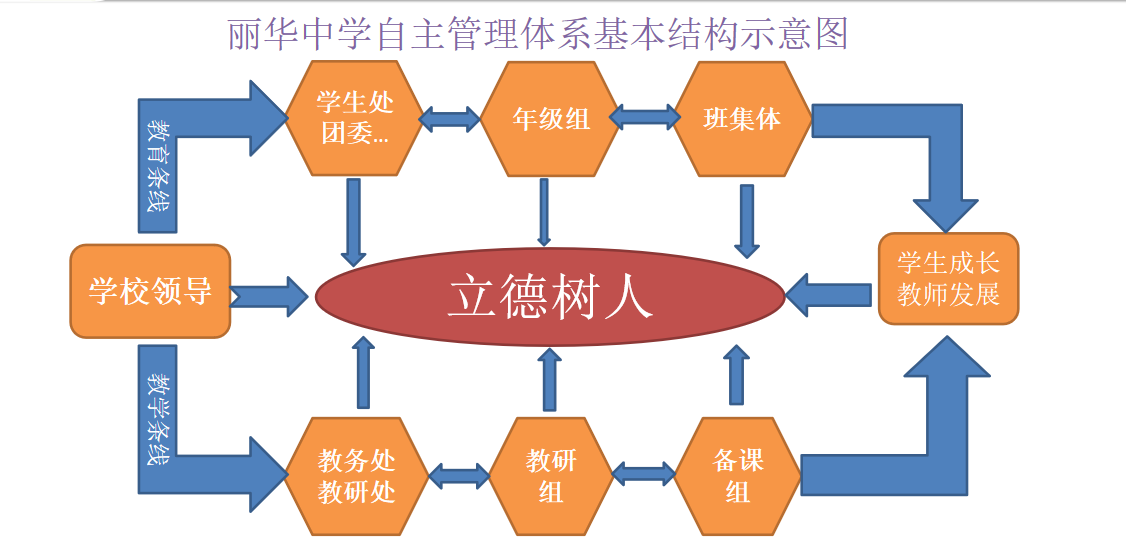 丽华中学自主管理体系基本结构示意图
学生处
团委...
年级组
班集体
教育条线
学校领导
立德树人
学生成长
教师发展
教学条线
教务处
教研处
教研
组
备课
组